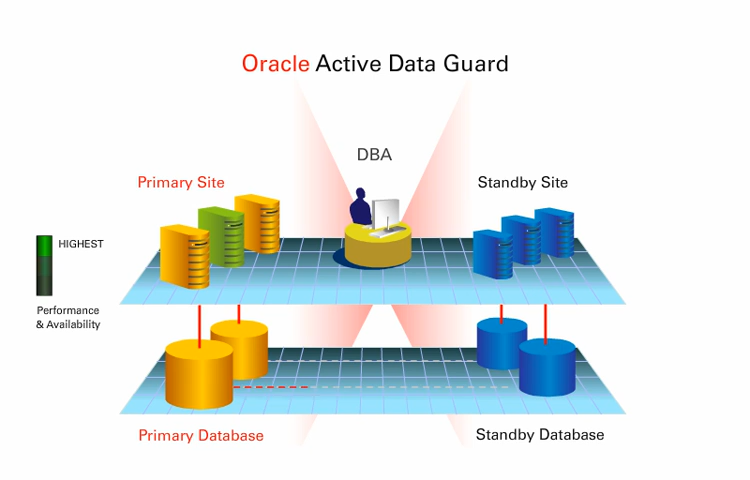 Oracle Active Data Guard
DBA
Primary Site
Standby Site
HIGHEST
Performance
& Availability
Primary Database
Standby Database